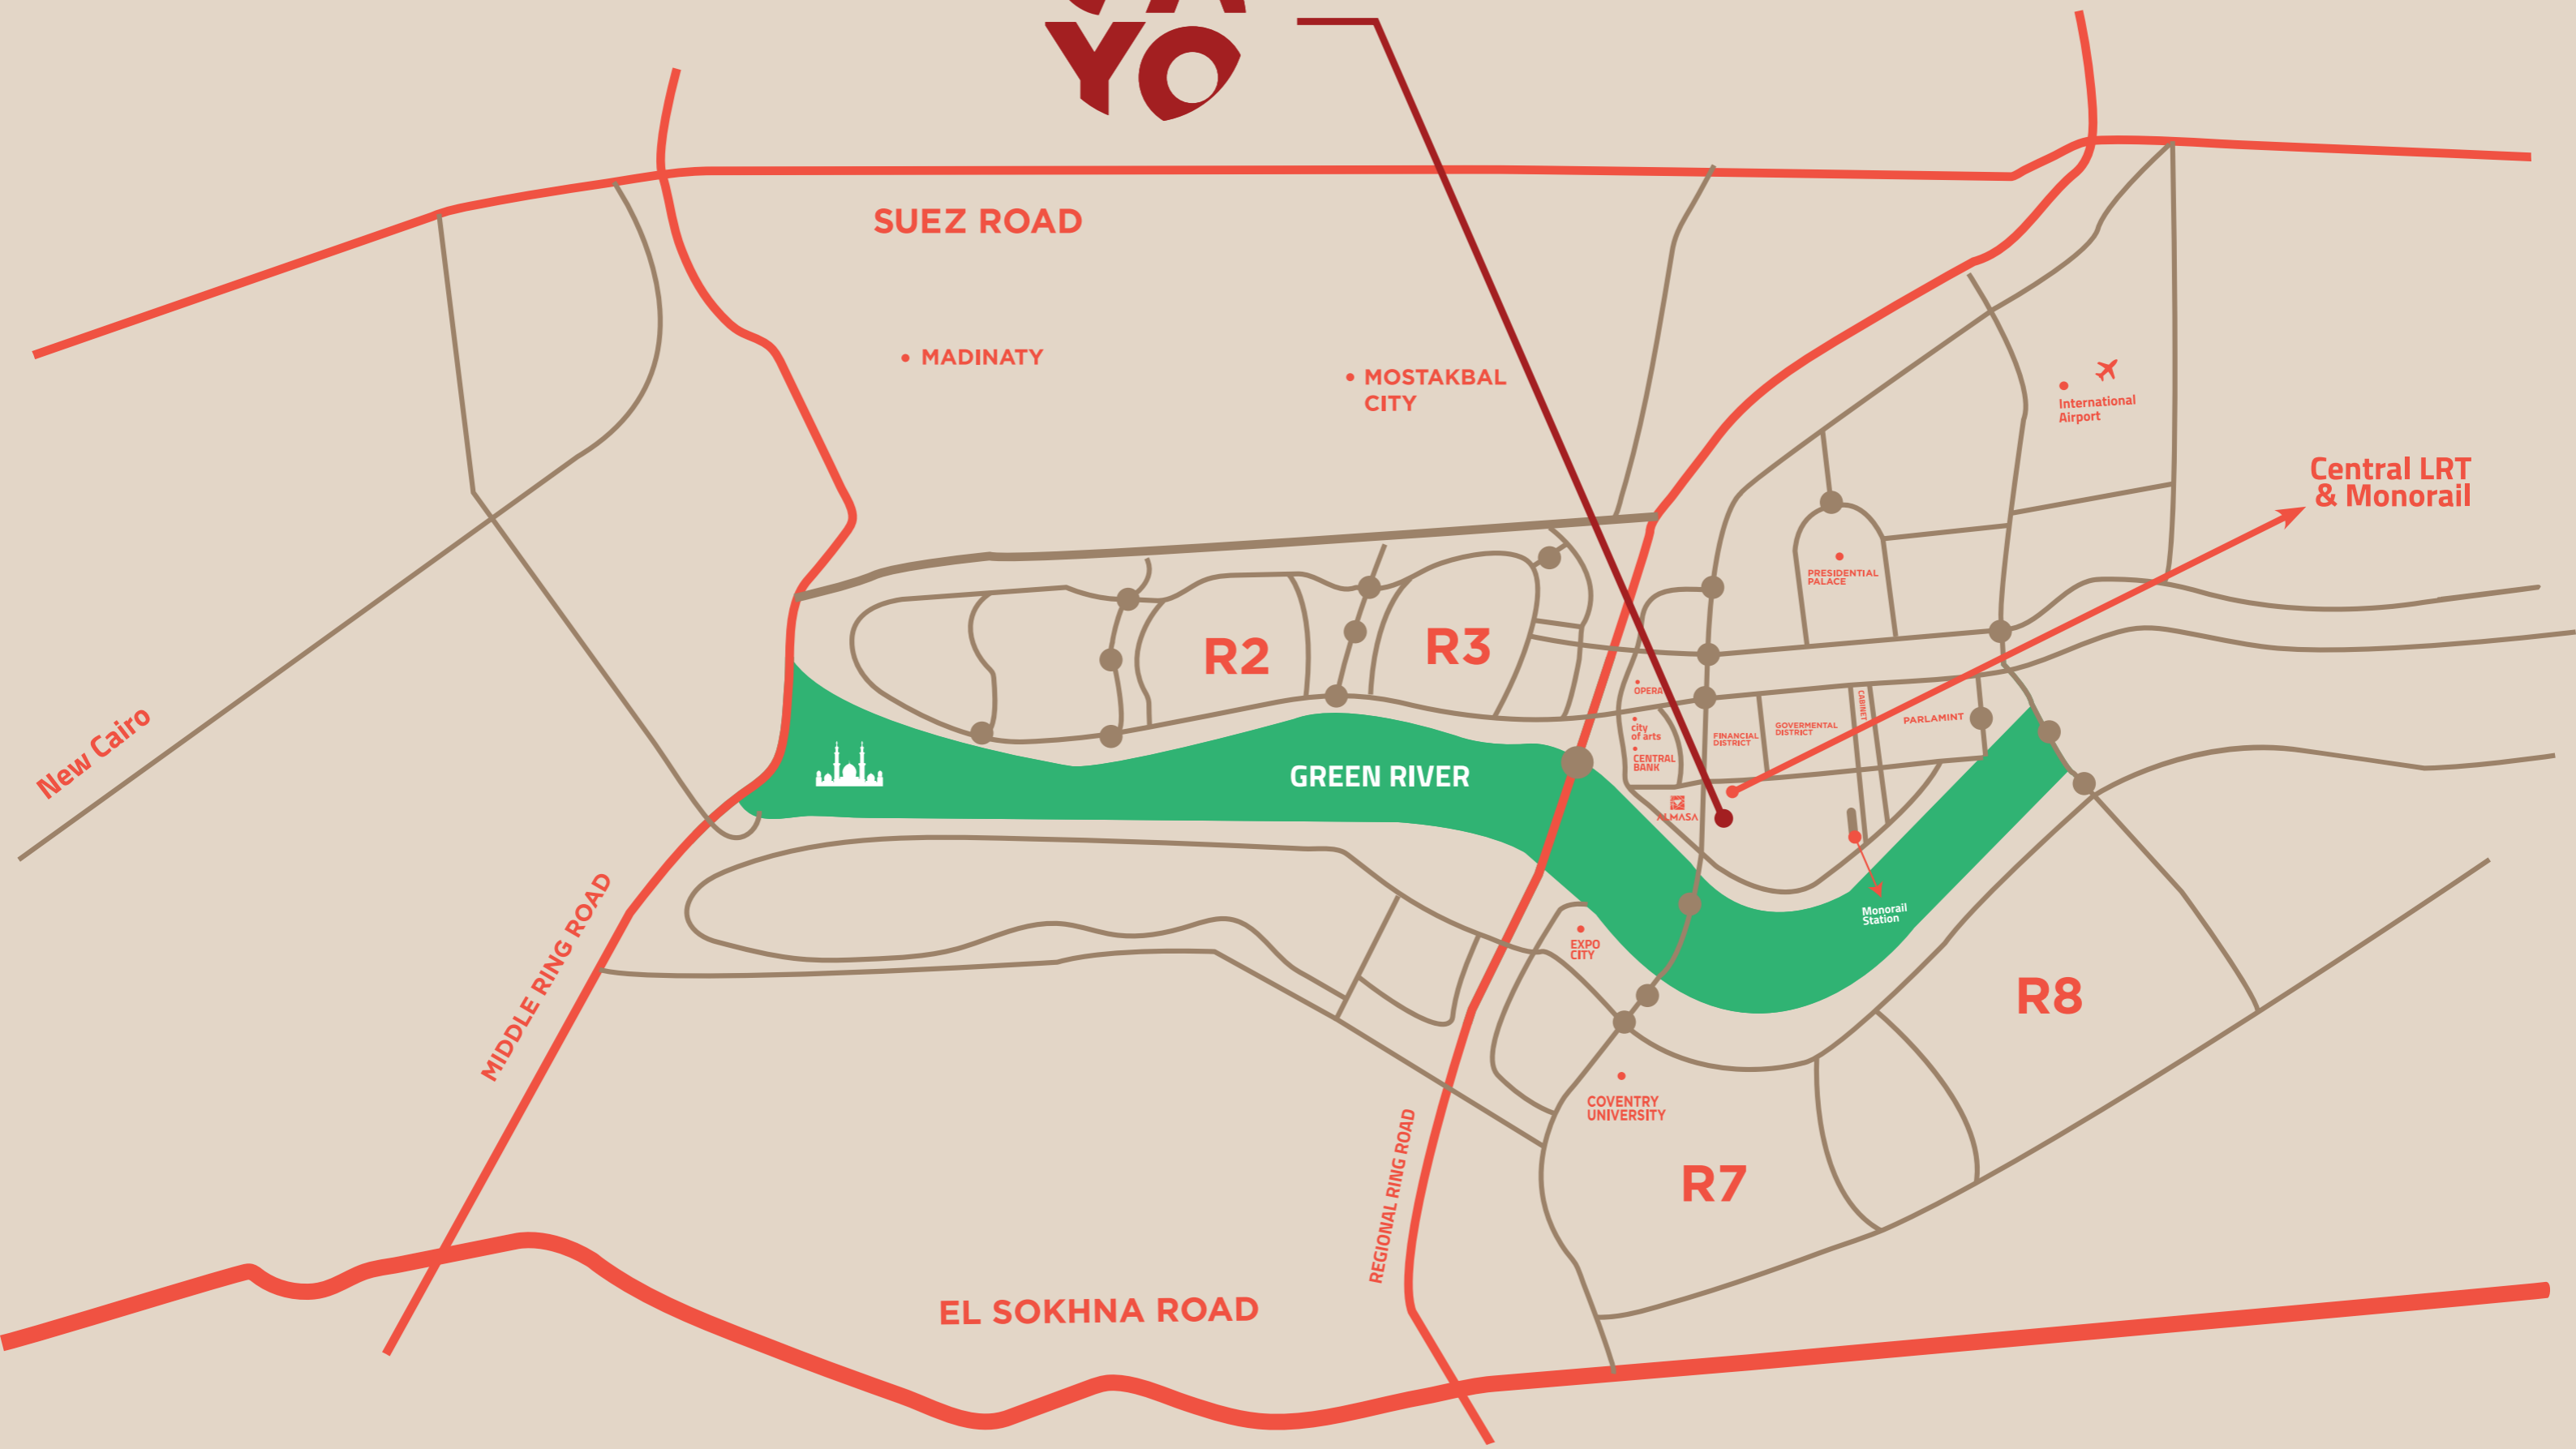 YO
SUEZ ROAD
MADINATY
MOSTAKBAL
CITY
International
Airport
Central LRT
& Monorail
PRESIDENTIAL
PALACE
R2
R3
OPERA
city
of arts
CENTRAL
BANK
FINANCIAL
DISTRICT
GOVERMENTAL
DISTRICT
CABINET
PARLAMINT
New Cairo
GREEN RIVER
ALMASA
Monorail
Station
MIDDLE RING ROAD
EXPO
CITY
R8
COVENTRY
UNIVERSITY
REGIONAL RING ROAD
R7
EL SOKHNA ROAD